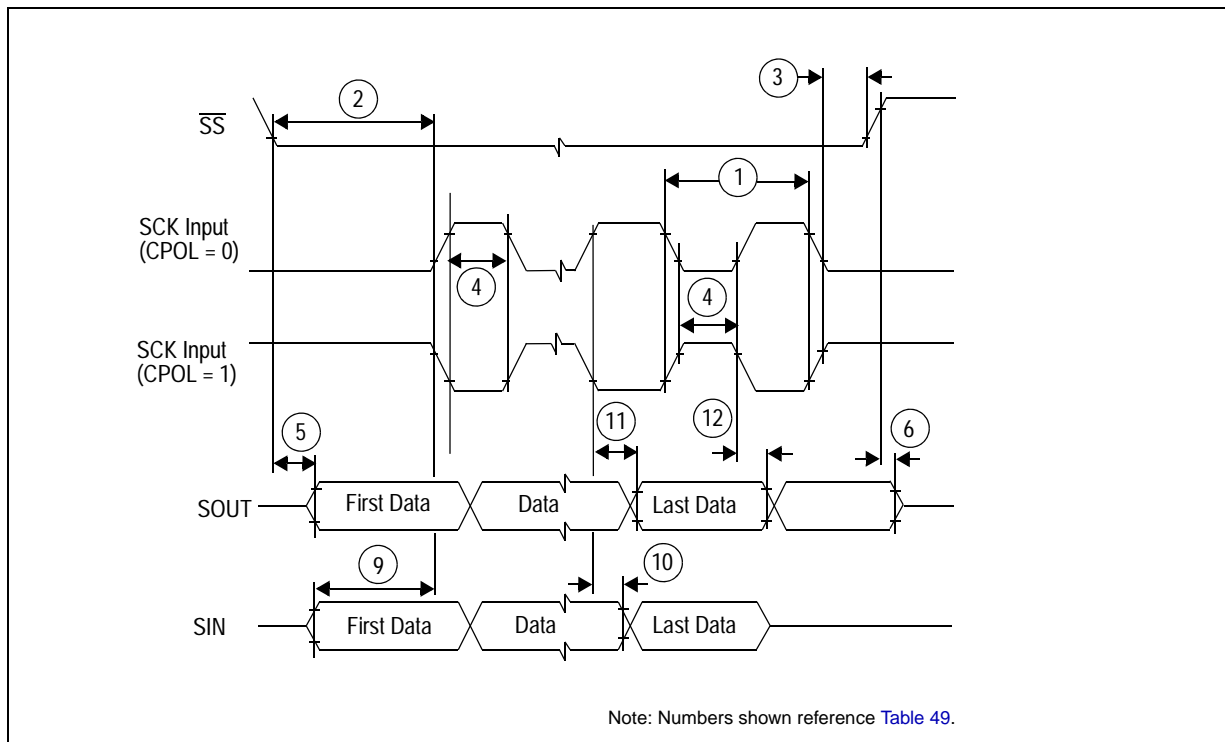 3
2
SS
1
SCK Input
(CPOL = 0)
4
4
SCK Input
(CPOL = 1)
5
11
12
6
SOUT
First Data
Data
Last Data
9
10
SIN
First Data
Data
Last Data
Note: Numbers shown reference Table 49.